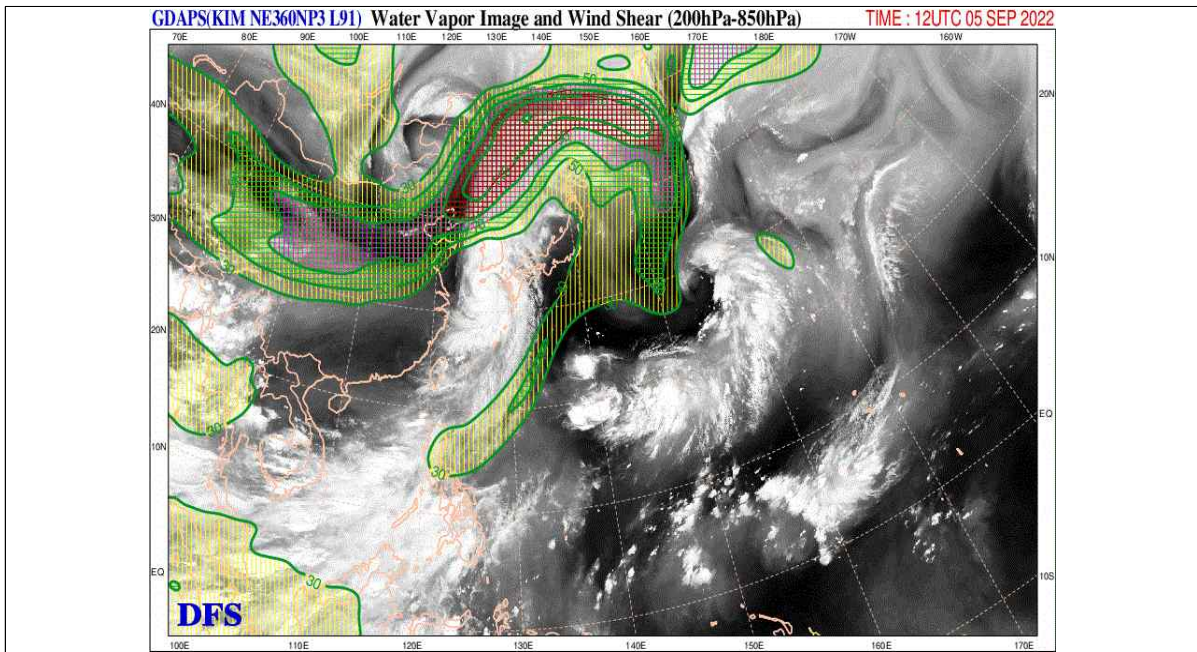 GDAPS(KIM NE360NP3 L91) Water Vapor Image and Wind Shear (200hPa-850hPa) TIME : 12UTC 05 SEP 2022
70E 80E 90E 100E 110E 120E 130E 140E 150E 160E 170E 180E 170W 160W
40N
30N
20N
10N
EQ
20N
10N
EQ
10S
50
50
30
30
30
30
DFS
100E 110E 120E 130E 140E 150E 160E 170E